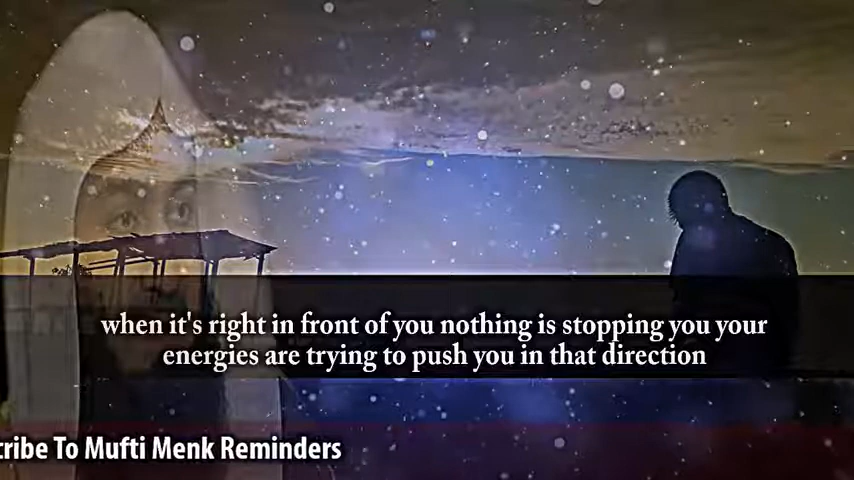 when it's right in front of you nothing is stopping you your
energies are trying to push you in that direction
cribe To Mufti Menk Reminders